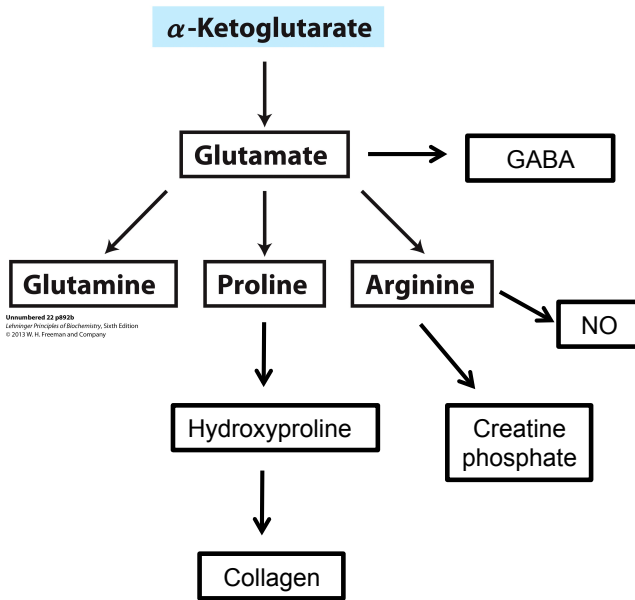 α-Ketoglutarate
Glutamate
GABA
Glutamine
Proline
Arginine
Unnumbered 22 p892b
Lehninger Principles of Biochemistry, Sixth Edition
© 2013 W. H. Freeman and Company
NO
Hydroxyproline
Creatine
phosphate
Collagen